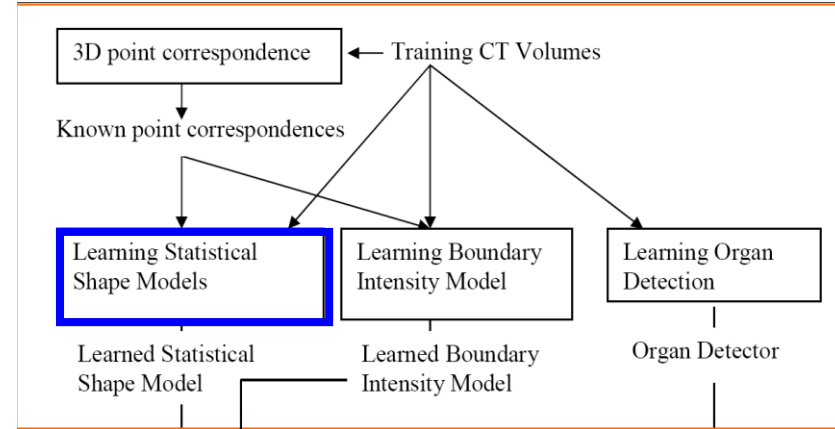 3D point correspondence
Training CT Volumes
Known point correspondences
Learning Statistical
Shape Models
Learning Boundary
Intensity Model
Learning Organ
Detection
Learned Statistical
Shape Model
Learned Boundary
Intensity Model
Organ Detector